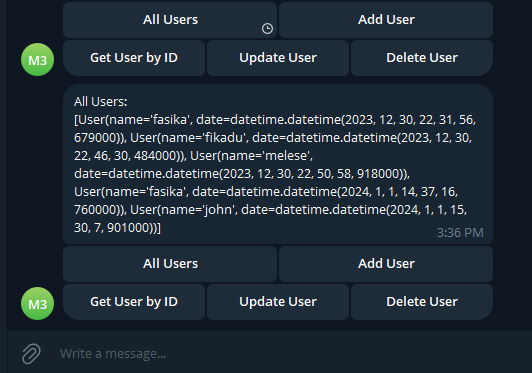 All Users
Add User
M3
Get User by ID
Update User
Delete User
All Users:
[User(name='fasika', date=datetime.datetime(2023, 12, 30, 22, 31, 56,
679000)), User(name='fikadu', date=datetime.datetime(2023, 12, 30,
22, 46, 30, 484000)), User(name='melese',
date=datetime.datetime(2023, 12, 30, 22, 50, 58, 918000)),
User(name='fasika', date=datetime.datetime(2024, 1, 1, 14, 37, 16,
760000)), User(name='john', date=datetime.datetime(2024, 1, 1, 15,
30, 7, 901000))]
3:36 PM
All Users
Add User
M3
Get User by ID
Update User
Delete User
Write a message...